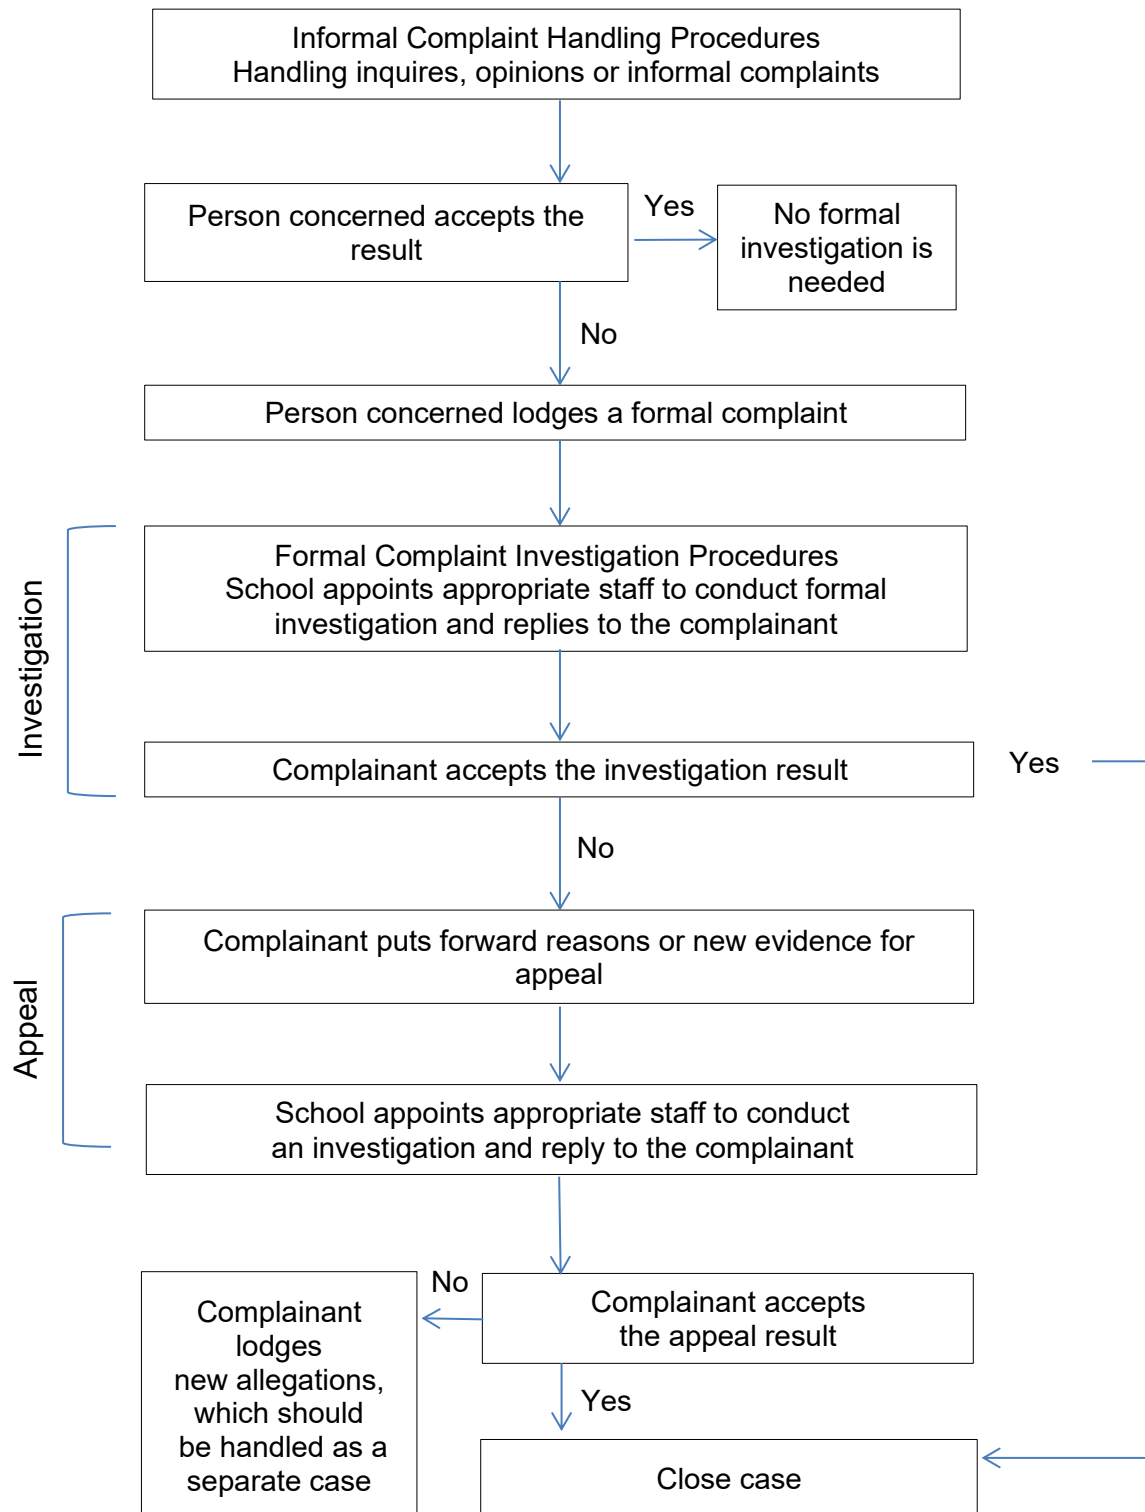 Informal Complaint Handling Procedures
Handling inquires, opinions or informal complaints
Person concerned accepts the
result
Yes
No formal
investigation is
needed
No
Person concerned lodges a formal complaint
Investigation
Formal Complaint Investigation Procedures
School appoints appropriate staff to conduct formal
investigation and replies to the complainant
Complainant accepts the investigation result
Yes
No
Appeal
Complainant puts forward reasons or new evidence for
appeal
School appoints appropriate staff to conduct
an investigation and reply to the complainant
Complainant accepts
the appeal result
No
Complainant
lodges
new allegations,
which should
be handled as a
separate case
Yes
Close case